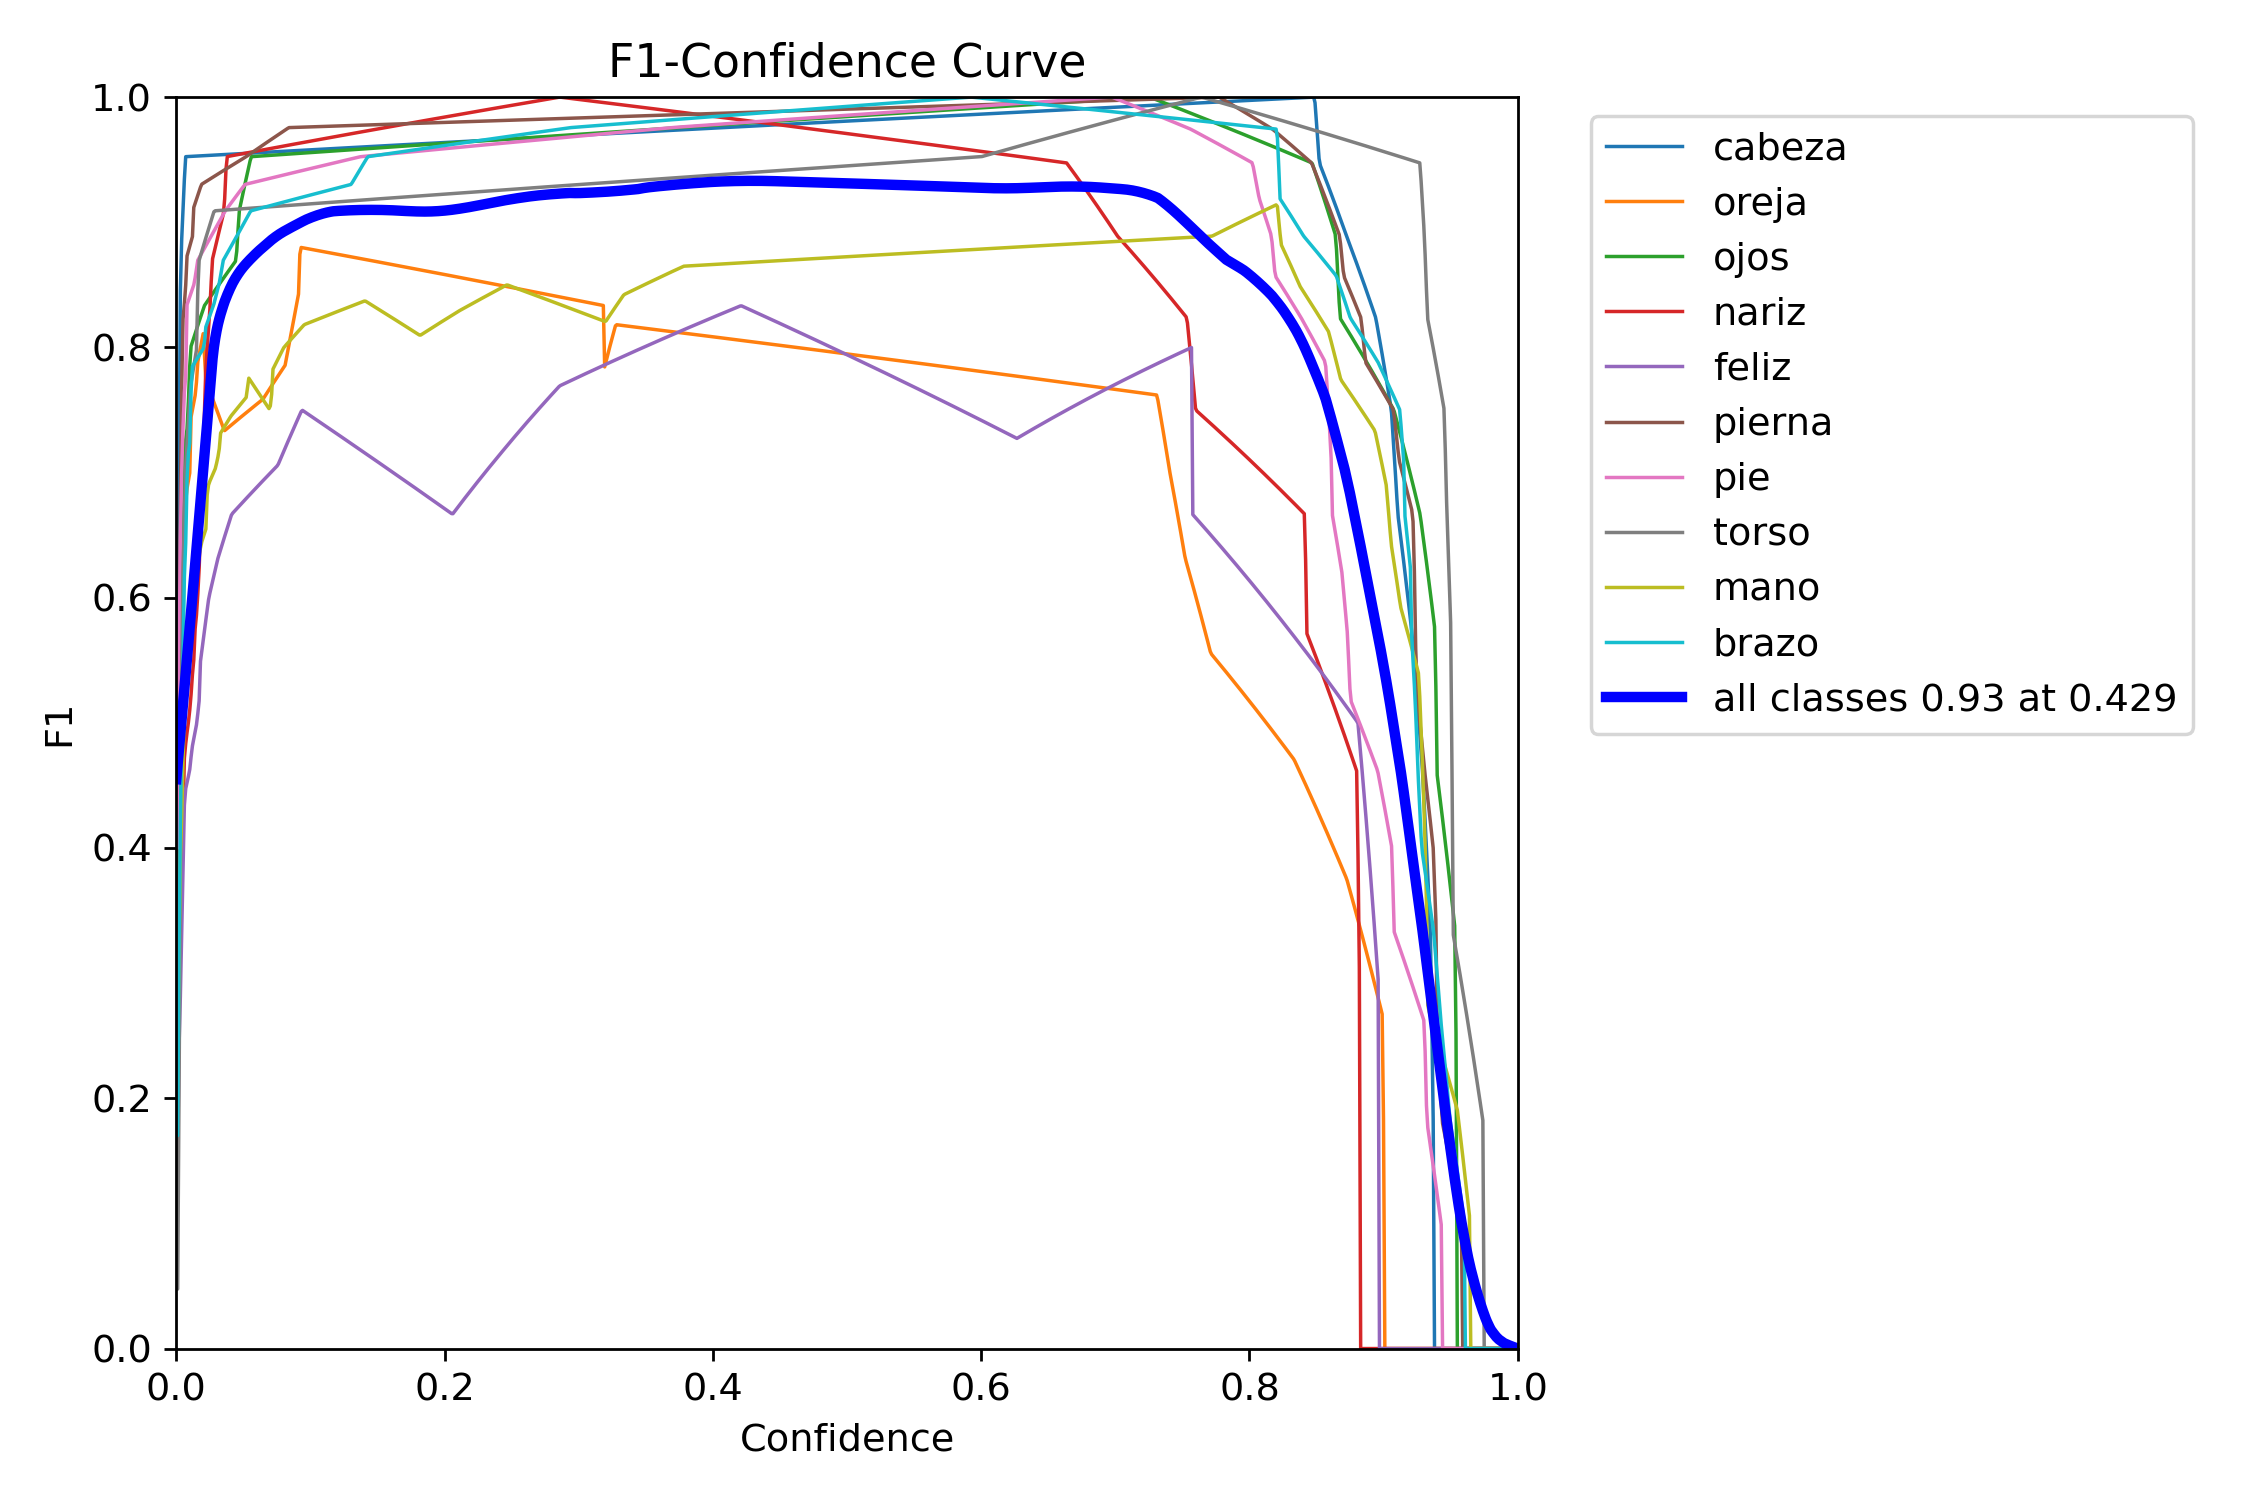 F1-Confidence Curve
1.0
0.8
0.6
0.4
0.2
0.0
F1
0.0 0.2 0.4 0.6 0.8 1.0
Confidence
cabeza
oreja
ojos
nariz
feliz
pierna
pie
torso
mano
brazo
all classes 0.93 at 0.429